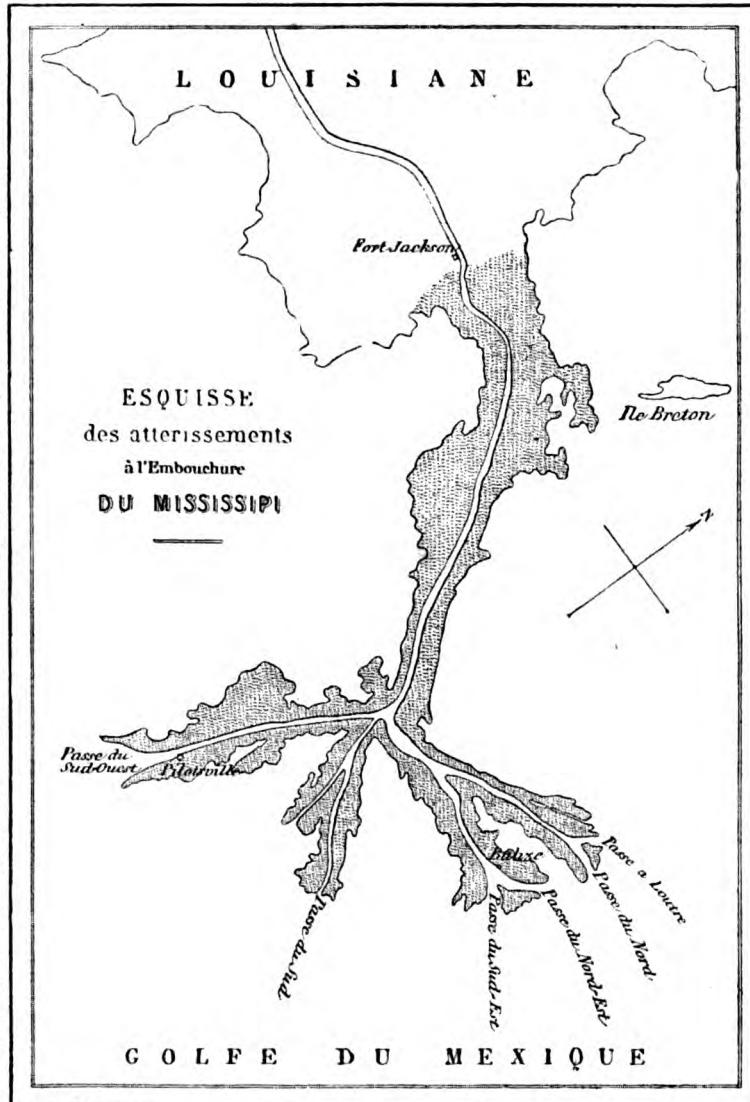 LOUISIANE
Fort Jackson
ESQUISSE
des atterissements
à l'Embouchure
DU MISSISSIPI
Ile Breton
N
Passe du
Sud-Ouest
Pilotsville
Passe du Sud
Balize
Passe du Sud-Est
Passe du Nord-Est
Passe du Nord
Passe a Loutre
GOLFE DU MEXIQUE